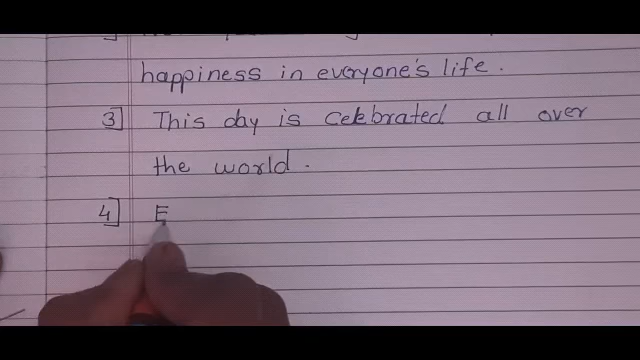 happiness in everyone's life.
3] This day is Celebrated all over
the world.
4] E